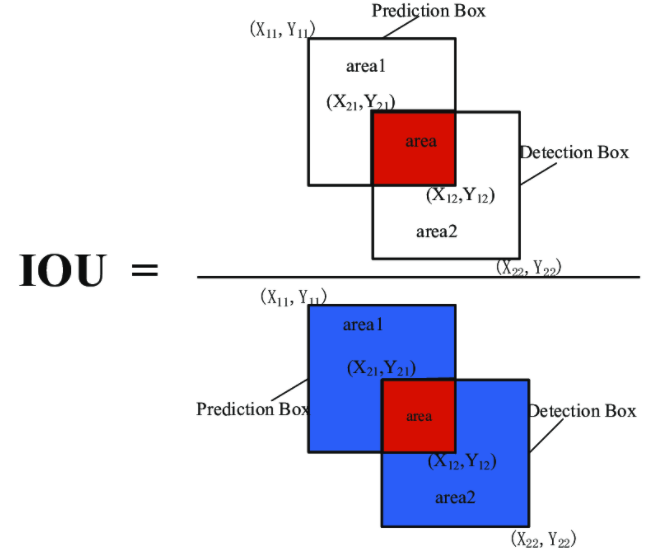 Prediction Box
(X11, Y11)
area1
(X21,Y21)
area
Detection Box
(X12,Y12)
area2
(X22, Y22)
IOU =
(X11, Y11)
area1
(X21,Y21)
Prediction Box
area
Detection Box
(X12,Y12)
area2
(X22, Y22)